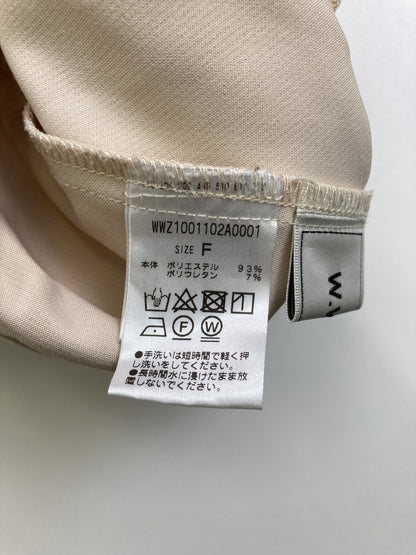 WWZ1001102A0001
SIZE F
本体 ポリエステル 93%
ポリウレタン 7%
F W
●手洗いは短時間で軽く押
し洗いをしてください。
●長時間水に浸けたまま放
置しないでください。
W.